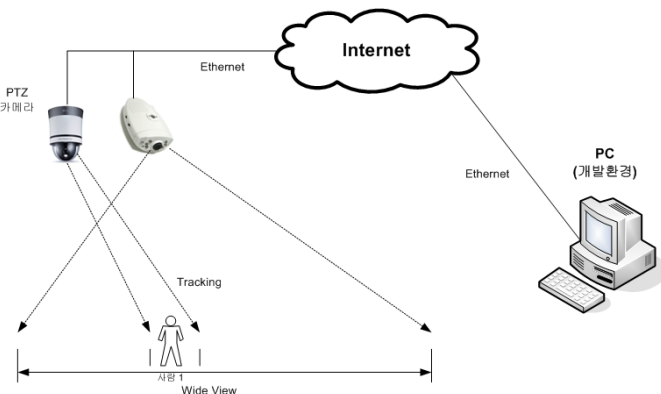 Internet
Ethernet
PTZ
카메라
PC
(개발환경)
Ethernet
Tracking
사람 1
Wide View